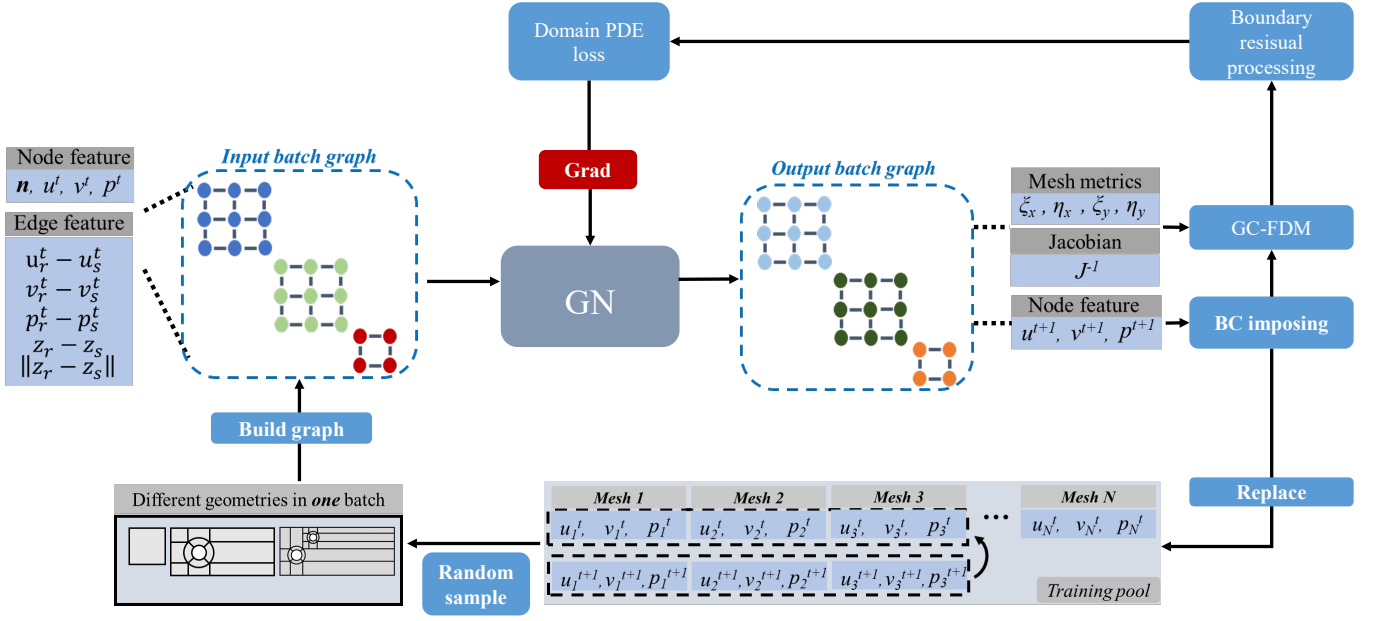 Domain PDE
loss
Boundary
resisual
processing
Grad
Input batch graph
Output batch graph
Node feature
n, u^t, v^t, p^t
Edge feature
u_r^t − u_s^t
v_r^t − v_s^t
p_r^t − p_s^t
z_r − z_s
‖z_r − z_s‖
GN
Mesh metrics
ξ_x , η_x , ξ_y , η_y
Jacobian
J^-1
GC-FDM
Node feature
u^t+1, v^t+1, p^t+1
BC imposing
Build graph
Different geometries in one batch
Random
sample
Mesh 1 Mesh 2 Mesh 3 Mesh N
u_1^t, v_1^t, p_1^t u_2^t, v_2^t, p_2^t u_3^t, v_3^t, p_3^t ... u_N^t, v_N^t, p_N^t
u_1^t+1, v_1^t+1, p_1^t+1 u_2^t+1, v_2^t+1, p_2^t+1 u_3^t+1, v_3^t+1, p_3^t+1
Training pool
Replace